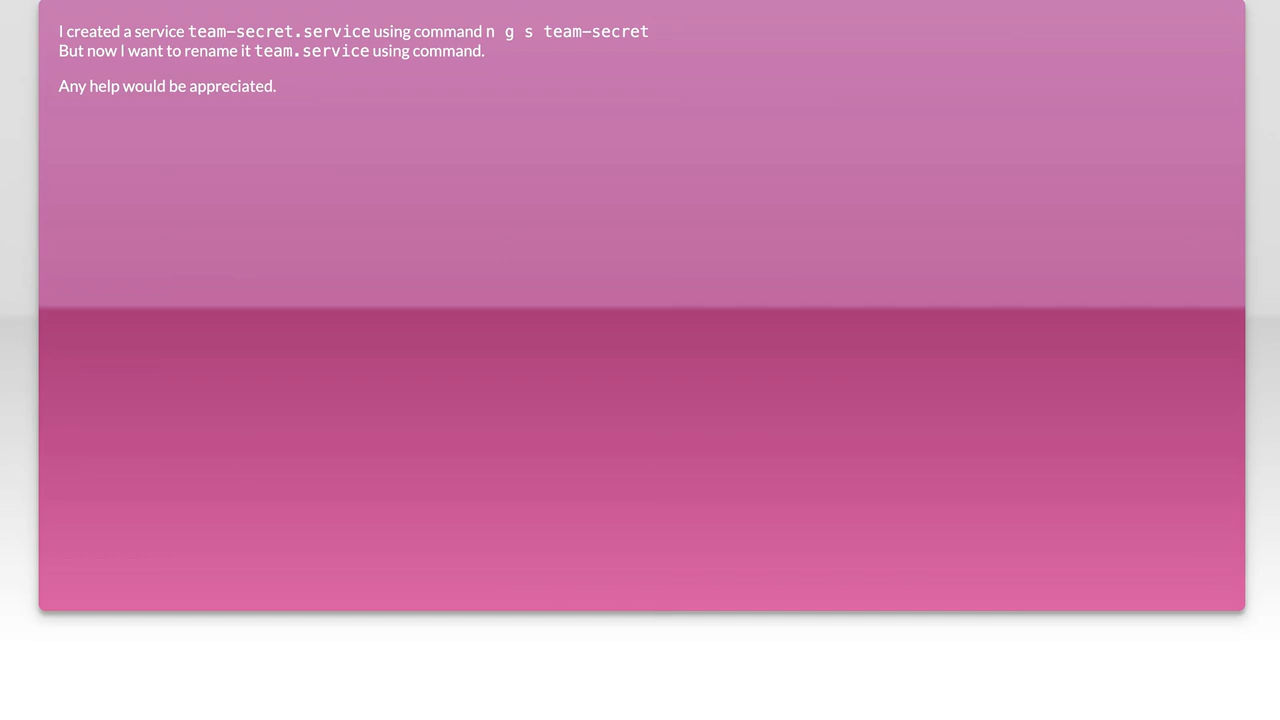 I created a service team-secret.service using command n g s team-secret
But now I want to rename it team.service using command.
Any help would be appreciated.